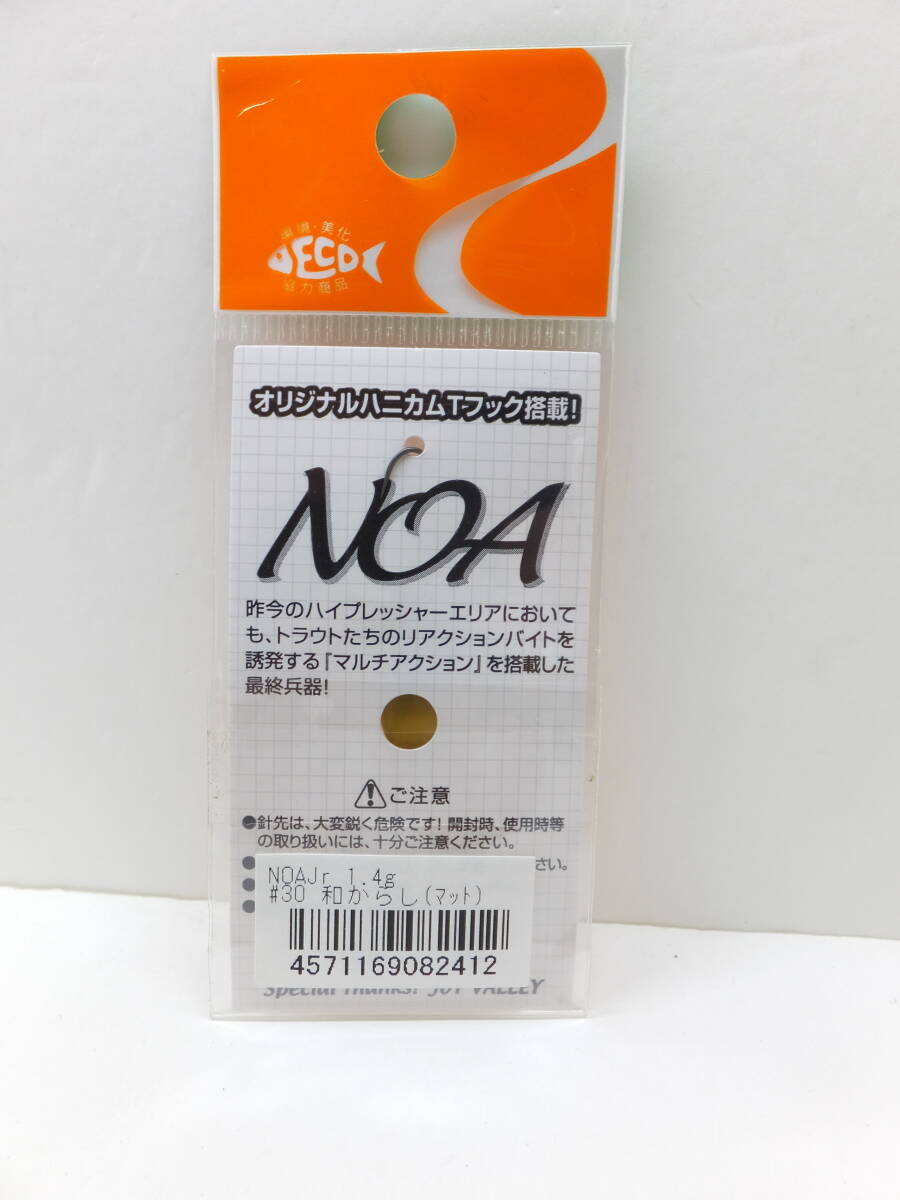 環境・美化
ECO
協力商品
オリジナルハニカムTフック搭載!
NOA
昨今のハイプレッシャーエリアにおいて
も、トラウトたちのリアクションバイトを
誘発する『マルチアクション』を搭載した
最終兵器!
ご注意
●針先は、大変鋭く危険です! 開封時、使用時等
の取り扱いには、十分ご注意ください。
さい。
NOAJr 1.4g
#30 和からし(マット)
4571169082412
Special Thanks! JOY VALLEY